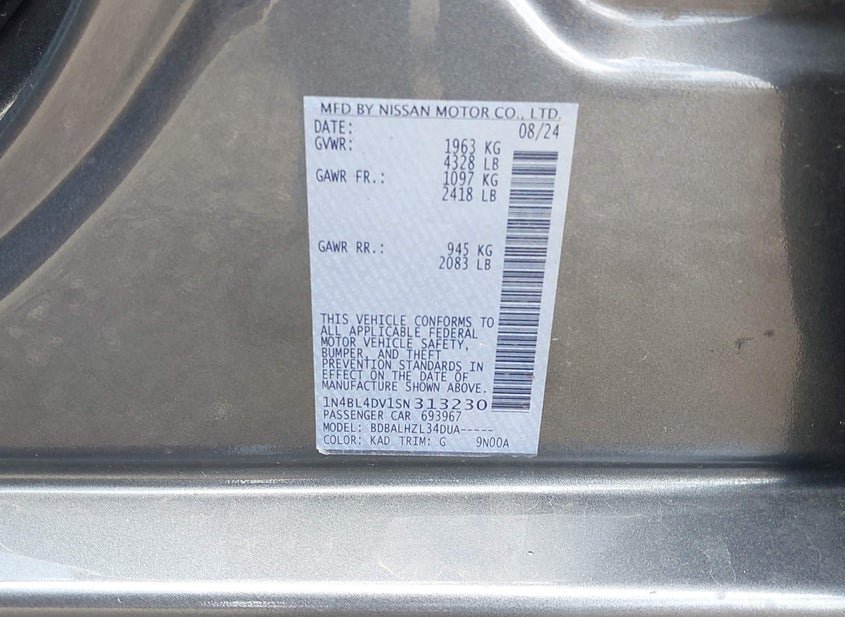 MFD BY NISSAN MOTOR CO., LTD.
DATE: 08/24
GVWR: 1963 KG
4328 LB
GAWR FR.: 1097 KG
2418 LB
GAWR RR.: 945 KG
2083 LB
THIS VEHICLE CONFORMS TO
ALL APPLICABLE FEDERAL
MOTOR VEHICLE SAFETY,
BUMPER, AND THEFT
PREVENTION STANDARDS IN
EFFECT ON THE DATE OF
MANUFACTURE SHOWN ABOVE.
1N4BL4DV1SN313230
PASSENGER CAR 693967
MODEL: BDBALHZL34DUA-----
COLOR: KAD TRIM: G 9N00A